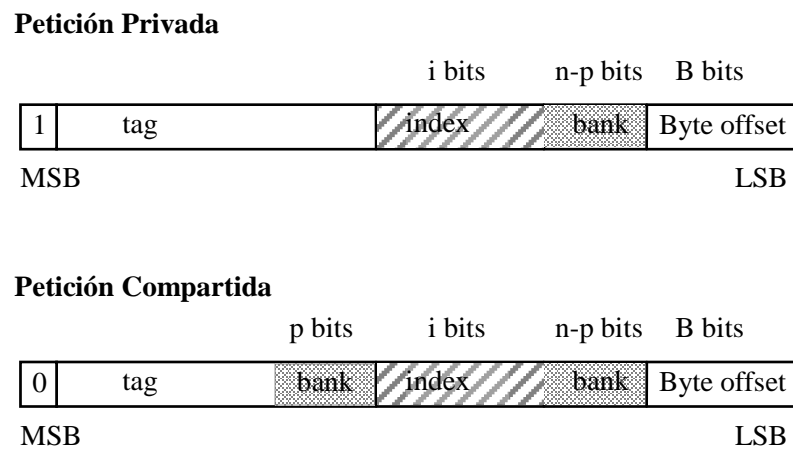 Petición Privada
i bits n-p bits B bits
1 tag index bank Byte offset
MSB LSB
Petición Compartida
p bits i bits n-p bits B bits
0 tag bank index bank Byte offset
MSB LSB